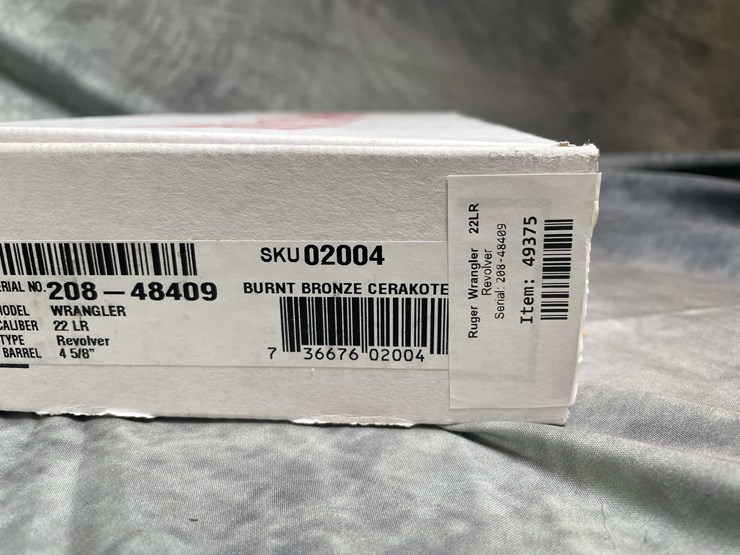 SKU 02004
ERIAL NO. 208-48409
MODEL WRANGLER
CALIBER 22 LR
TYPE Revolver
BARREL 4 5/8"
BURNT BRONZE CERAKOTE
7 36676 02004
Ruger Wrangler 22LR
Revolver
Serial: 208-48409
Item: 49375